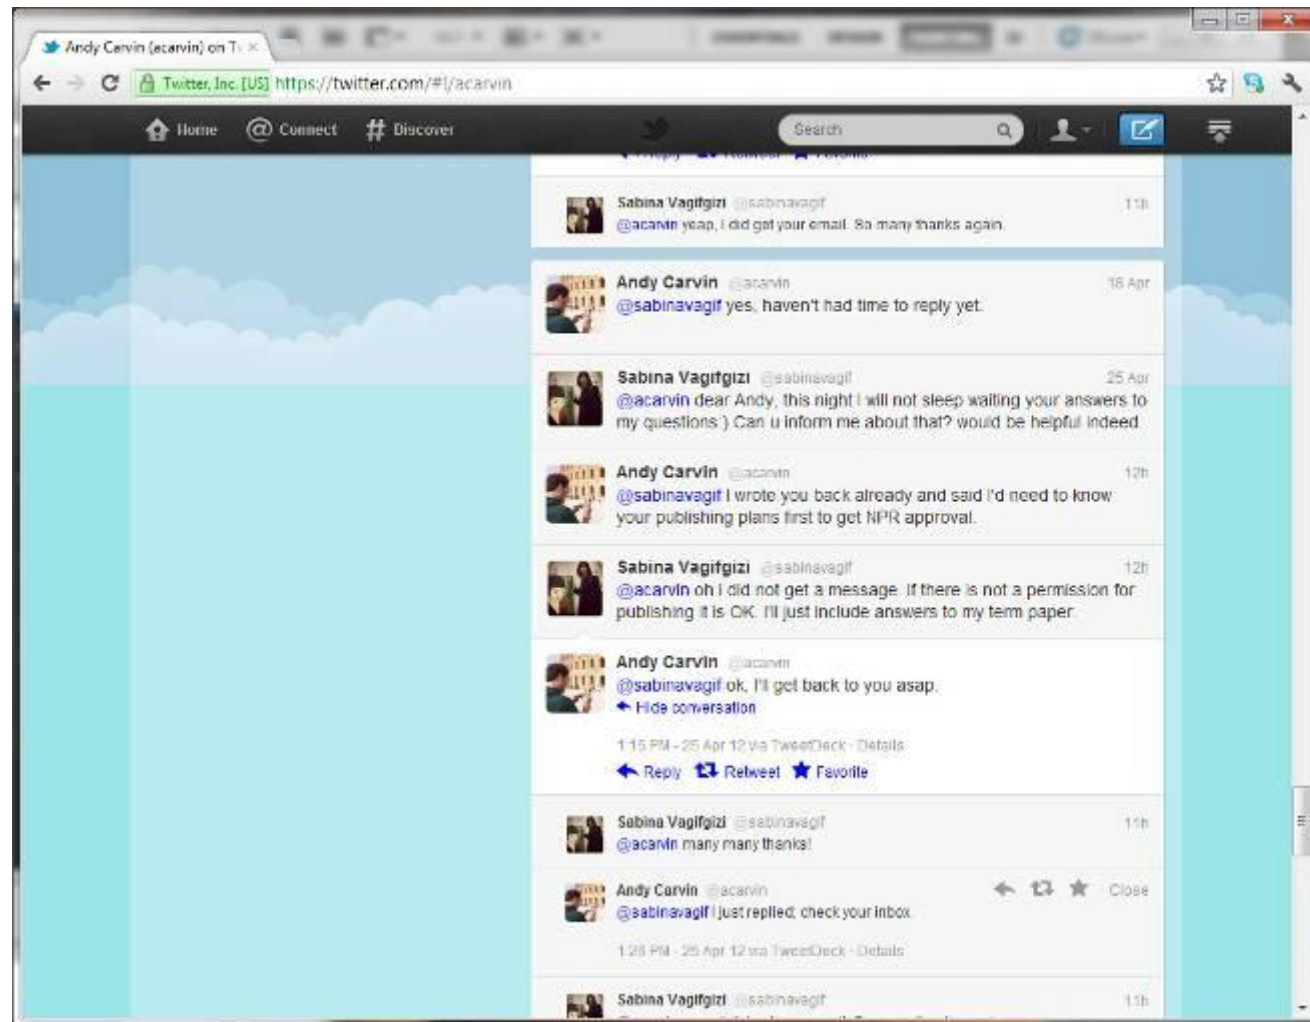 Andy Carvin (acarvin) on Tw
Twitter, Inc. [US] https://twitter.com/#!/acarvin
Home @ Connect # Discover Search
Reply Retweet Favorite
Sabina Vagifgizi @sabinavagif 11h
@acarvin yeap, i did get your email. So many thanks again.
Andy Carvin @acarvin 18 Apr
@sabinavagif yes, haven't had time to reply yet.
Sabina Vagifgizi @sabinavagif 25 Apr
@acarvin dear Andy, this night i will not sleep waiting your answers to
my questions:) Can u inform me about that? would be helpful indeed
Andy Carvin @acarvin 12h
@sabinavagif I wrote you back already and said I'd need to know
your publishing plans first to get NPR approval.
Sabina Vagifgizi @sabinavagif 12h
@acarvin oh i did not get a message. If there is not a permission for
publishing it is OK. I'll just include answers to my term paper.
Andy Carvin @acarvin
@sabinavagif ok, I'll get back to you asap.
Hide conversation
1:15 PM - 25 Apr 12 via TweetDeck · Details
Reply Retweet Favorite
Sabina Vagifgizi @sabinavagif 11h
@acarvin many many thanks!
Andy Carvin @acarvin Close
@sabinavagif I just replied; check your inbox.
1:26 PM - 25 Apr 12 via TweetDeck · Details
Sabina Vagifgizi @sabinavagif 11h